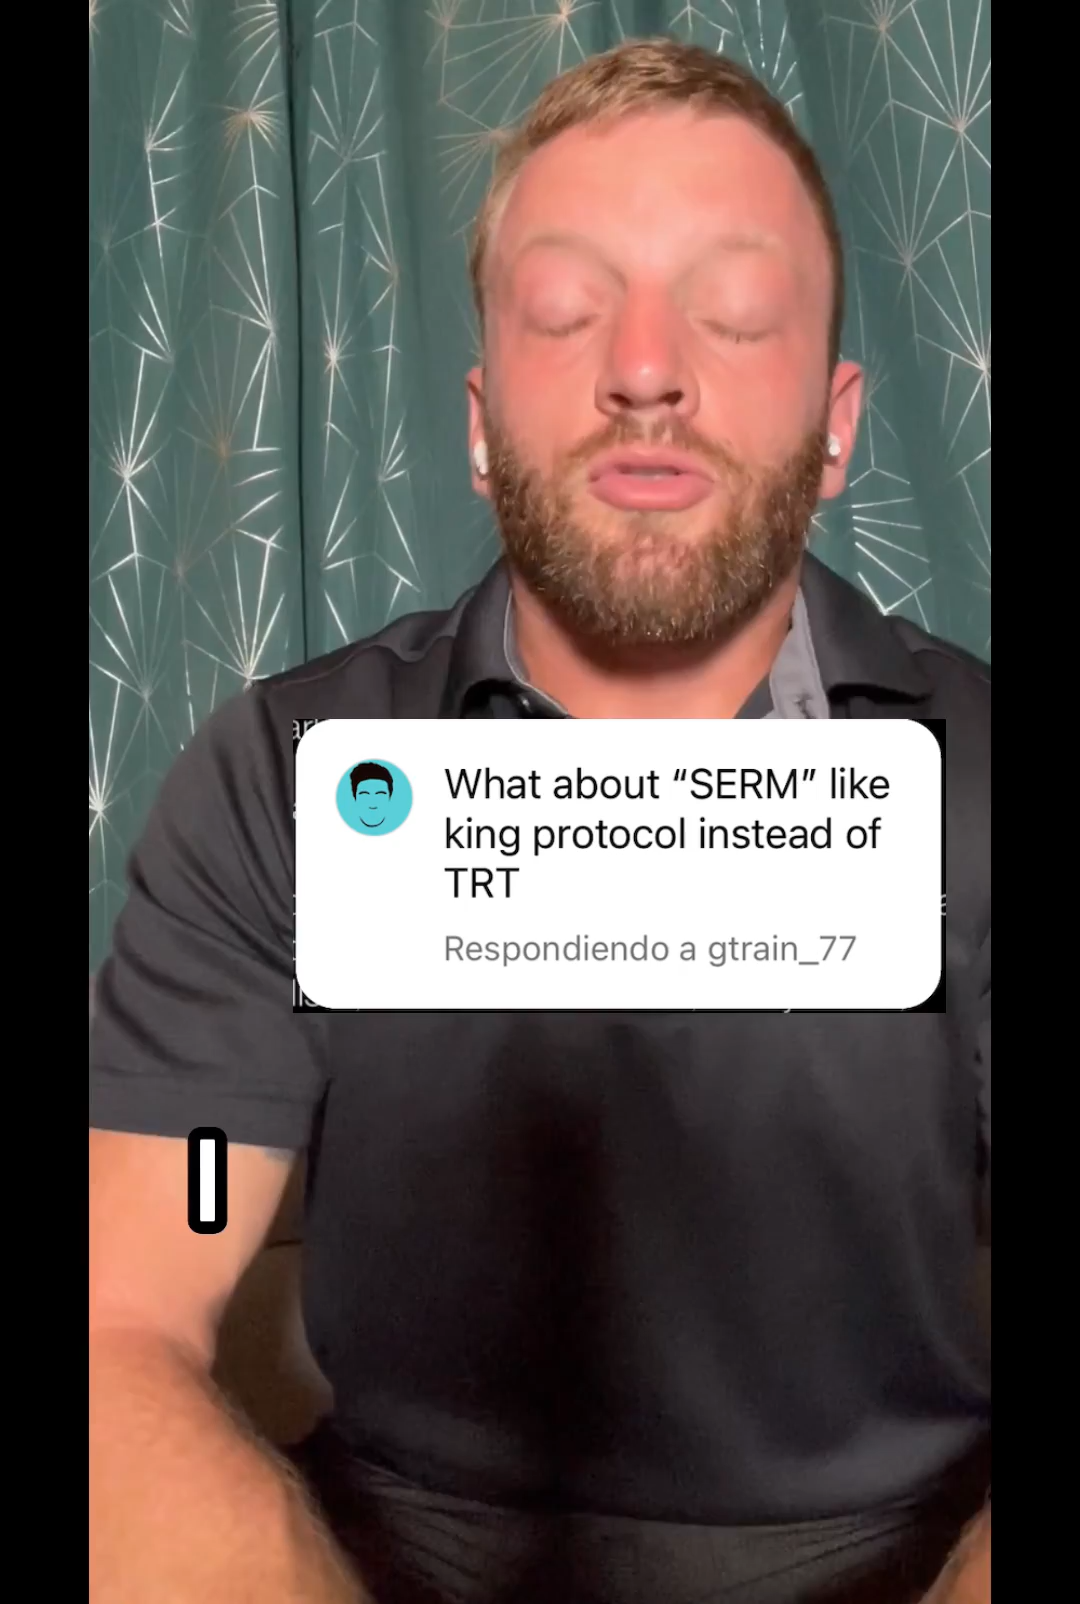 What about “SERM” like
king protocol instead of
TRT
Respondiendo a gtrain_77
I